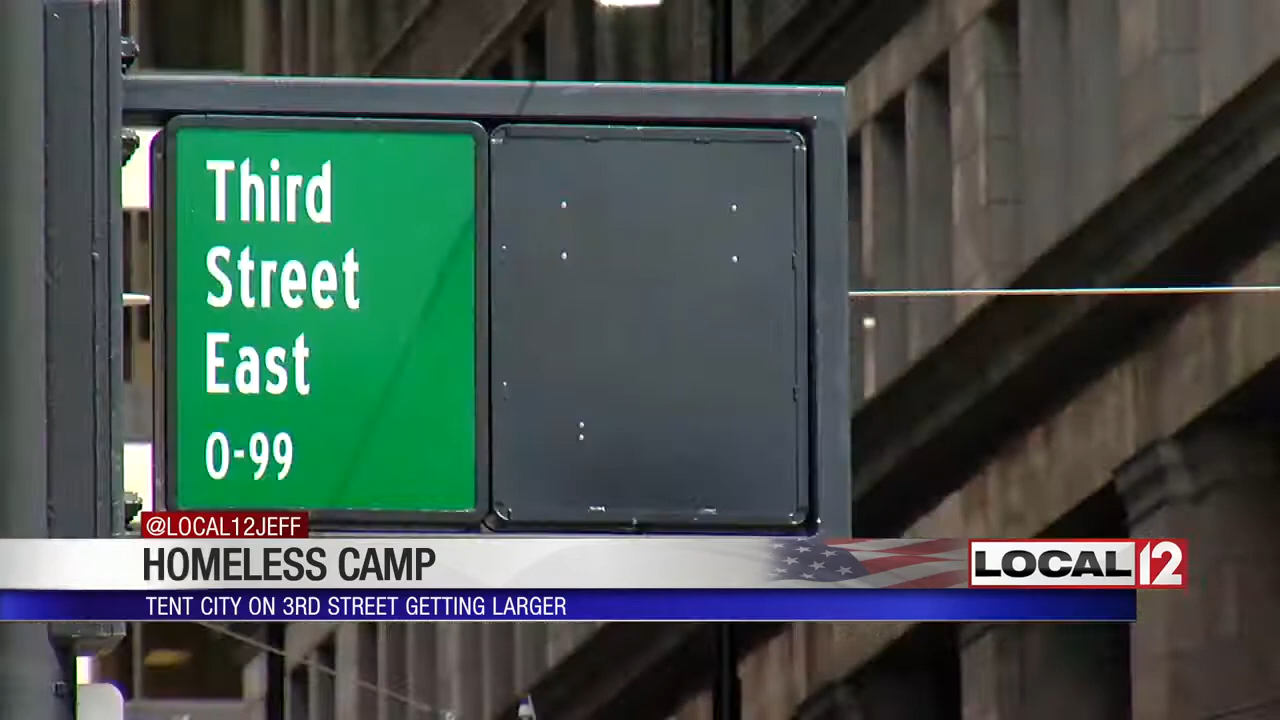 Third
Street
East
0-99
@LOCAL12JEFF
HOMELESS CAMP
LOCAL 12
TENT CITY ON 3RD STREET GETTING LARGER